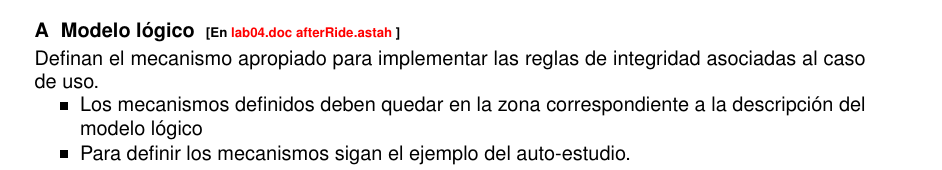 A Modelo lógico [En lab04.doc afterRide.astah ]
Definan el mecanismo apropiado para implementar las reglas de integridad asociadas al caso
de uso.
▪ Los mecanismos definidos deben quedar en la zona correspondiente a la descripción del
modelo lógico
▪ Para definir los mecanismos sigan el ejemplo del auto-estudio.